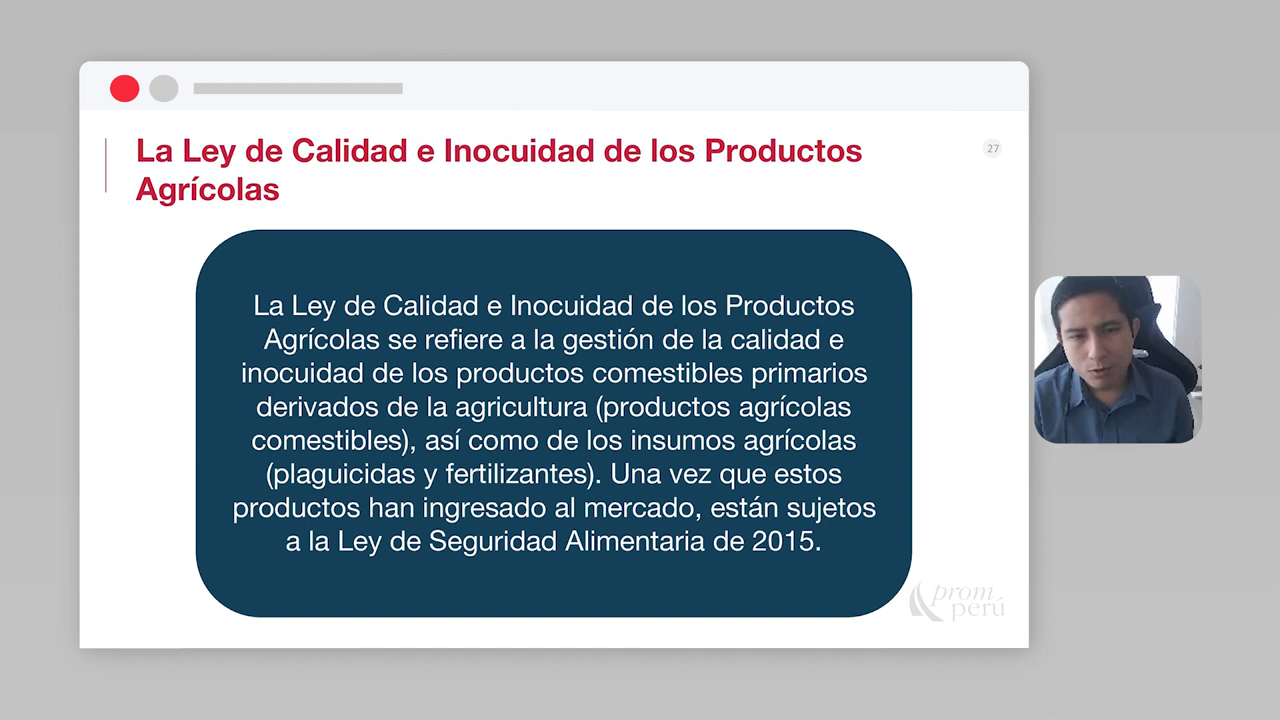 La Ley de Calidad e Inocuidad de los Productos
Agrícolas
27
La Ley de Calidad e Inocuidad de los Productos
Agrícolas se refiere a la gestión de la calidad e
inocuidad de los productos comestibles primarios
derivados de la agricultura (productos agrícolas
comestibles), así como de los insumos agrícolas
(plaguicidas y fertilizantes). Una vez que estos
productos han ingresado al mercado, están sujetos
a la Ley de Seguridad Alimentaria de 2015.
prom
perú